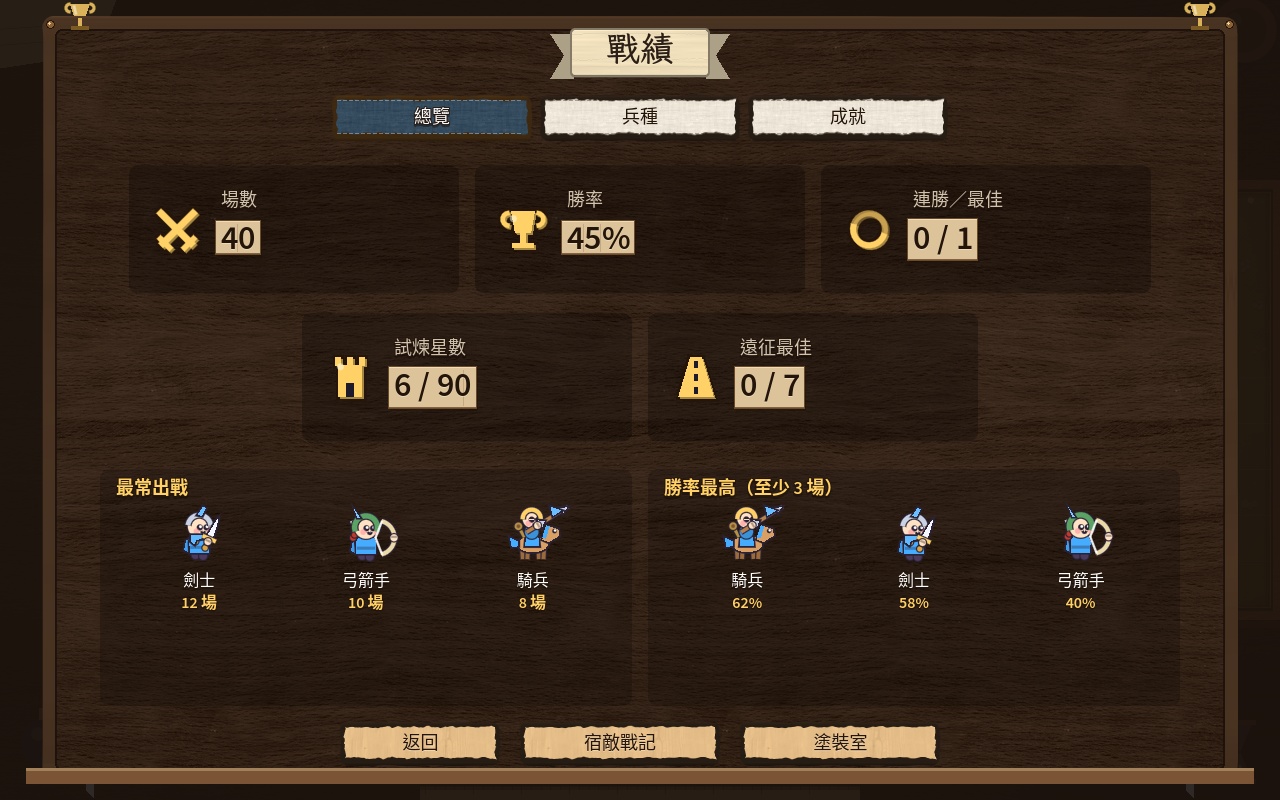 戰績
總覽
兵種
成就
場數
40
勝率
45%
連勝／最佳
0 / 1
試煉星數
6 / 90
遠征最佳
0 / 7
最常出戰
劍士
12 場
弓箭手
10 場
騎兵
8 場
勝率最高（至少 3 場）
騎兵
62%
劍士
58%
弓箭手
40%
返回
宿敵戰記
塗裝室